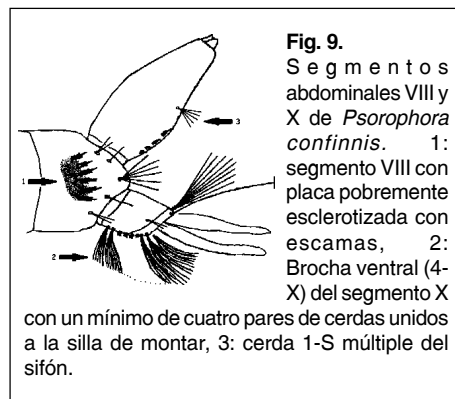 Fig. 9.
Segmentos
abdominales VIII y
X de Psorophora
confinnis. 1:
segmento VIII con
placa pobremente
esclerotizada con
escamas, 2:
Brocha ventral (4-
X) del segmento X
con un mínimo de cuatro pares de cerdas unidos
a la silla de montar, 3: cerda 1-S múltiple del
sifón.
3
1
2